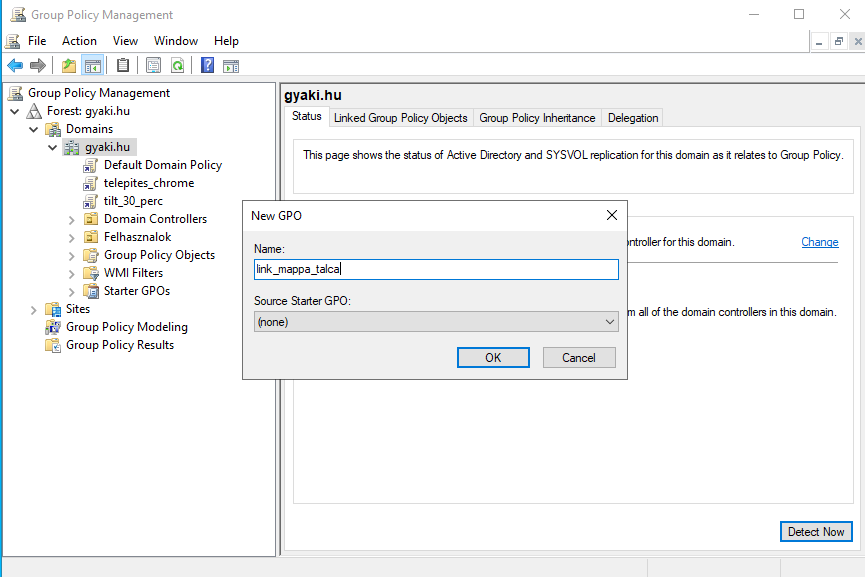 Group Policy Management
File Action View Window Help
Group Policy Management
Forest: gyaki.hu
Domains
gyaki.hu
Default Domain Policy
telepites_chrome
tilt_30_perc
Domain Controllers
Felhasznalok
Group Policy Objects
WMI Filters
Starter GPOs
Sites
Group Policy Modeling
Group Policy Results
gyaki.hu
Status Linked Group Policy Objects Group Policy Inheritance Delegation
This page shows the status of Active Directory and SYSVOL replication for this domain as it relates to Group Policy.
ntroller for this domain. Change
m all of the domain controllers in this domain.
Detect Now
New GPO
Name:
link_mappa_talca
Source Starter GPO:
(none)
OK Cancel